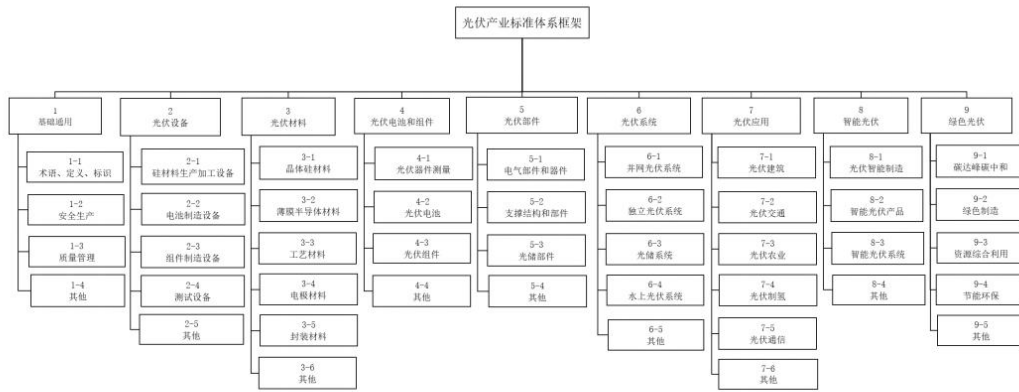 光伏产业标准体系框架
1
基础通用
1-1
术语、定义、标识
1-2
安全生产
1-3
质量管理
1-4
其他
2
光伏设备
2-1
硅材料生产加工设备
2-2
电池制造设备
2-3
组件制造设备
2-4
测试设备
2-5
其他
3
光伏材料
3-1
晶体硅材料
3-2
薄膜半导体材料
3-3
工艺材料
3-4
电极材料
3-5
封装材料
3-6
其他
4
光伏电池和组件
4-1
光伏器件测量
4-2
光伏电池
4-3
光伏组件
4-4
其他
5
光伏部件
5-1
电气部件和器件
5-2
支撑结构和部件
5-3
光储部件
5-4
其他
6
光伏系统
6-1
并网光伏系统
6-2
独立光伏系统
6-3
光储系统
6-4
水上光伏系统
6-5
其他
7
光伏应用
7-1
光伏建筑
7-2
光伏交通
7-3
光伏农业
7-4
光伏制氢
7-5
光伏通信
7-6
其他
8
智能光伏
8-1
光伏智能制造
8-2
智能光伏产品
8-3
智能光伏系统
8-4
其他
9
绿色光伏
9-1
碳达峰碳中和
9-2
绿色制造
9-3
资源综合利用
9-4
节能环保
9-5
其他